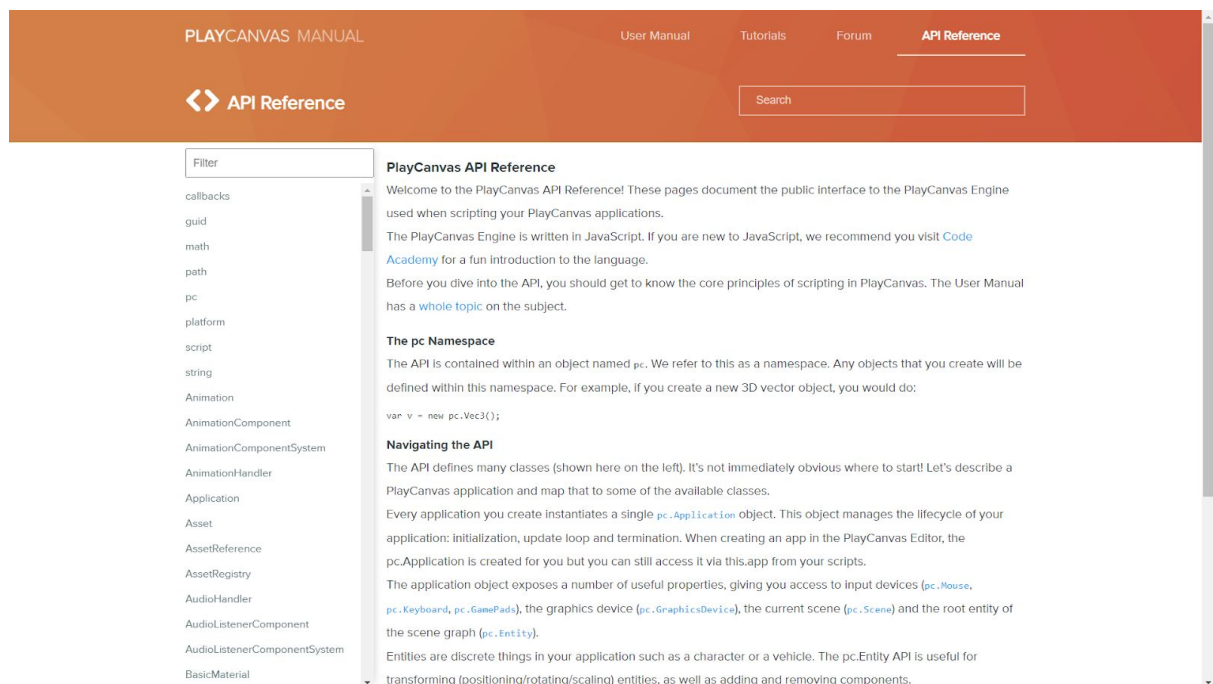 PLAYCANVAS MANUAL
User Manual
Tutorials
Forum
API Reference
API Reference
Search
Filter
callbacks
guid
math
path
pc
platform
script
string
Animation
AnimationComponent
AnimationComponentSystem
AnimationHandler
Application
Asset
AssetReference
AssetRegistry
AudioHandler
AudioListenerComponent
AudioListenerComponentSystem
BasicMaterial
PlayCanvas API Reference
Welcome to the PlayCanvas API Reference! These pages document the public interface to the PlayCanvas Engine
used when scripting your PlayCanvas applications.
The PlayCanvas Engine is written in JavaScript. If you are new to JavaScript, we recommend you visit Code
Academy for a fun introduction to the language.
Before you dive into the API, you should get to know the core principles of scripting in PlayCanvas. The User Manual
has a whole topic on the subject.
The pc Namespace
The API is contained within an object named pc. We refer to this as a namespace. Any objects that you create will be
defined within this namespace. For example, if you create a new 3D vector object, you would do:
var v = new pc.Vec3();
Navigating the API
The API defines many classes (shown here on the left). It's not immediately obvious where to start! Let's describe a
PlayCanvas application and map that to some of the available classes.
Every application you create instantiates a single pc.Application object. This object manages the lifecycle of your
application: initialization, update loop and termination. When creating an app in the PlayCanvas Editor, the
pc.Application is created for you but you can still access it via this.app from your scripts.
The application object exposes a number of useful properties, giving you access to input devices (pc.Mouse,
pc.Keyboard, pc.GamePads), the graphics device (pc.GraphicsDevice), the current scene (pc.Scene) and the root entity of
the scene graph (pc.Entity).
Entities are discrete things in your application such as a character or a vehicle. The pc.Entity API is useful for
transforming (positioning/rotating/scaling) entities, as well as adding and removing components.